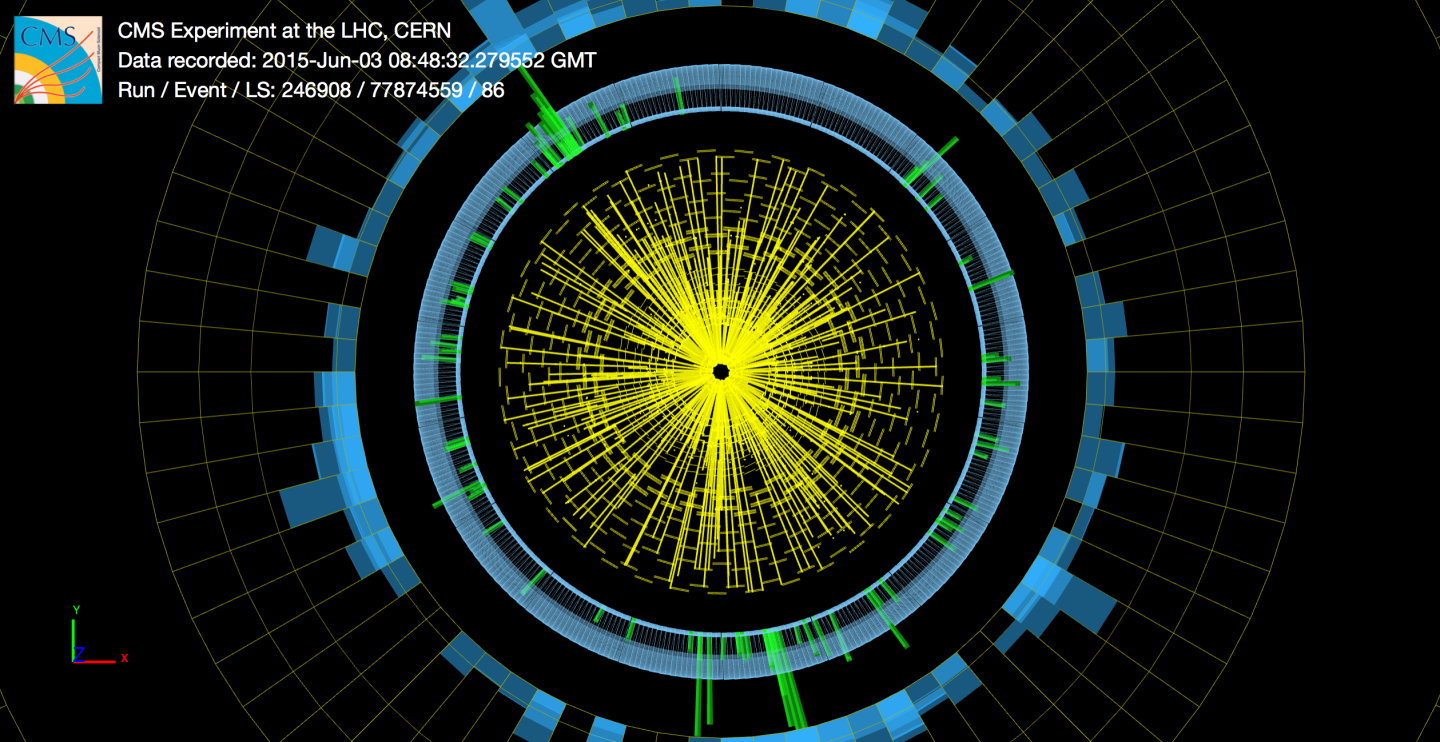 CMS
CMS Experiment at the LHC, CERN
Data recorded: 2015-Jun-03 08:48:32.279552 GMT
Run / Event / LS: 246908 / 77874559 / 86
Y
Z
X